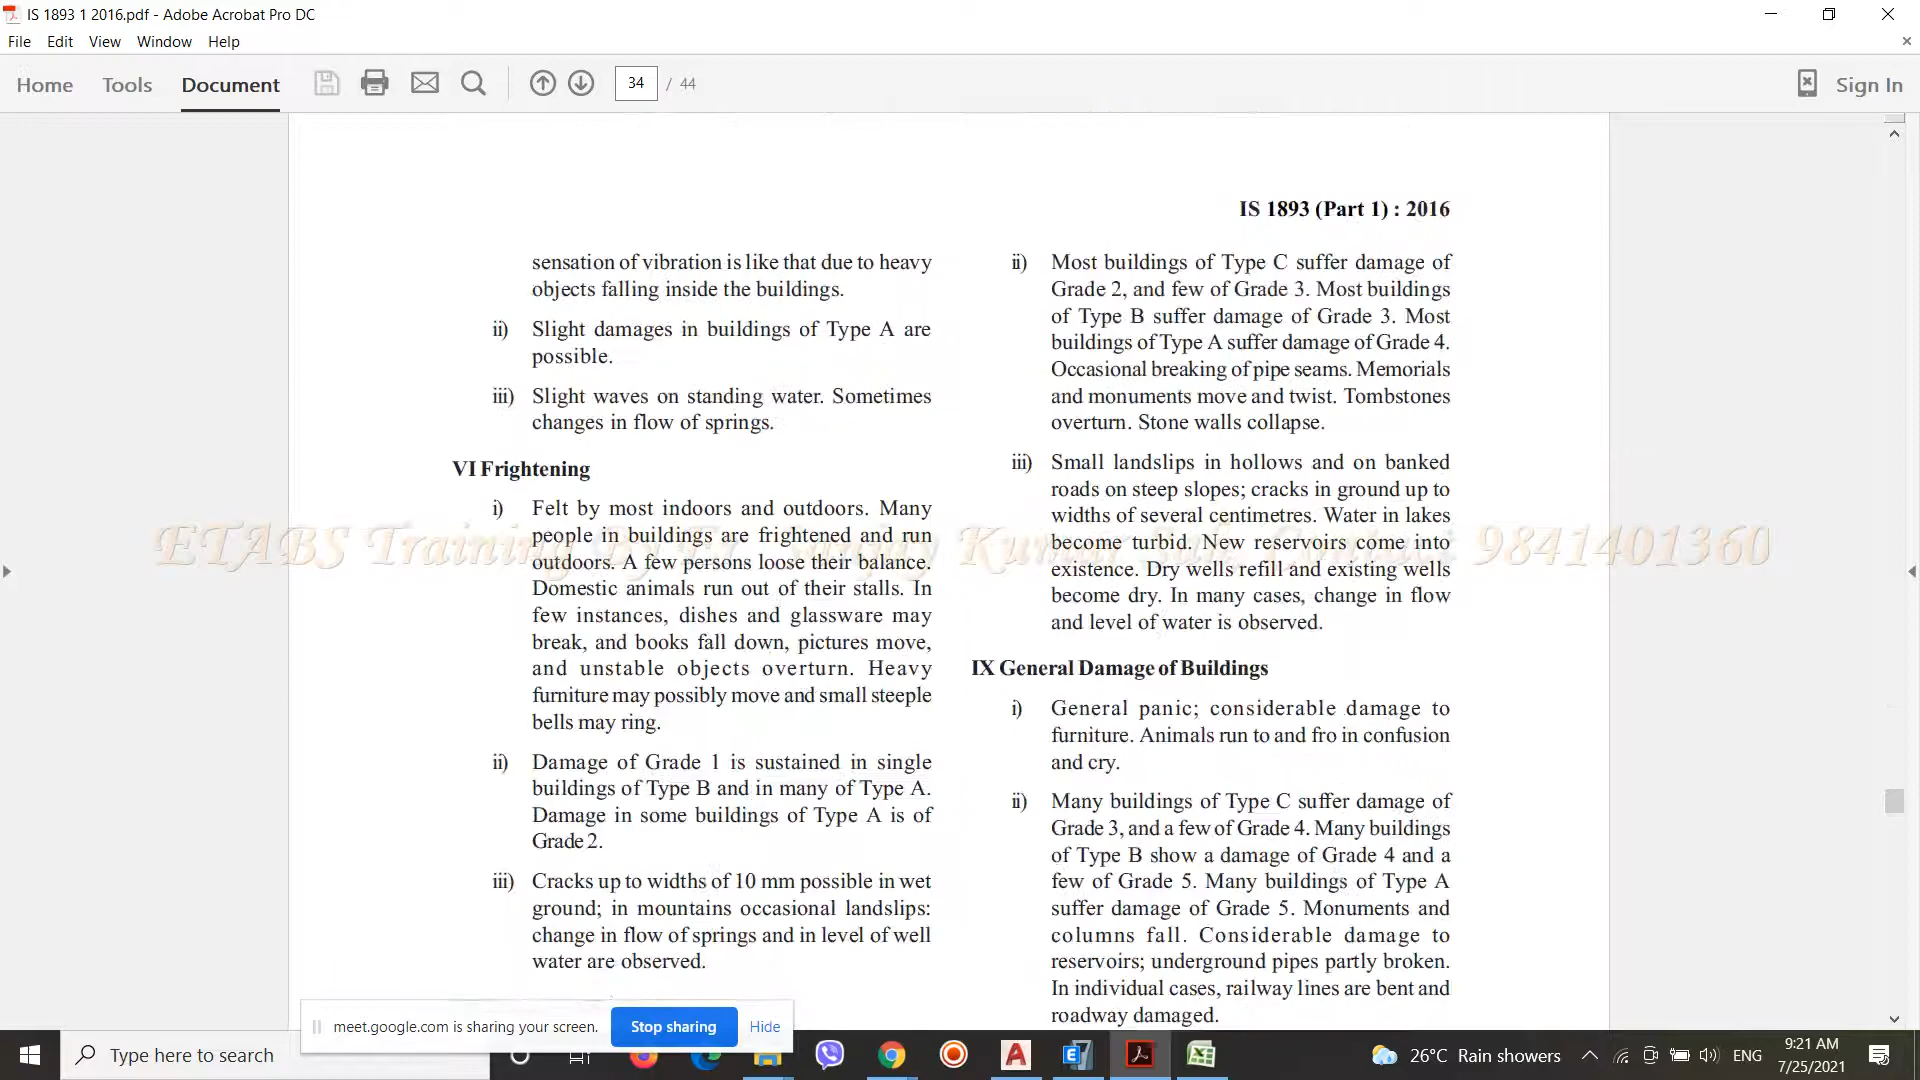 IS 1893 1 2016.pdf - Adobe Acrobat Pro DC
File Edit View Window Help
Home Tools Document 34 / 44 Sign In
IS 1893 (Part 1) : 2016
sensation of vibration is like that due to heavy
objects falling inside the buildings.
ii) Slight damages in buildings of Type A are
possible.
iii) Slight waves on standing water. Sometimes
changes in flow of springs.
VI Frightening
i) Felt by most indoors and outdoors. Many
people in buildings are frightened and run
outdoors. A few persons loose their balance.
Domestic animals run out of their stalls. In
few instances, dishes and glassware may
break, and books fall down, pictures move,
and unstable objects overturn. Heavy
furniture may possibly move and small steeple
bells may ring.
ii) Damage of Grade 1 is sustained in single
buildings of Type B and in many of Type A.
Damage in some buildings of Type A is of
Grade 2.
iii) Cracks up to widths of 10 mm possible in wet
ground; in mountains occasional landslips:
change in flow of springs and in level of well
water are observed.
ii) Most buildings of Type C suffer damage of
Grade 2, and few of Grade 3. Most buildings
of Type B suffer damage of Grade 3. Most
buildings of Type A suffer damage of Grade 4.
Occasional breaking of pipe seams. Memorials
and monuments move and twist. Tombstones
overturn. Stone walls collapse.
iii) Small landslips in hollows and on banked
roads on steep slopes; cracks in ground up to
widths of several centimetres. Water in lakes
become turbid. New reservoirs come into
existence. Dry wells refill and existing wells
become dry. In many cases, change in flow
and level of water is observed.
IX General Damage of Buildings
i) General panic; considerable damage to
furniture. Animals run to and fro in confusion
and cry.
ii) Many buildings of Type C suffer damage of
Grade 3, and a few of Grade 4. Many buildings
of Type B show a damage of Grade 4 and a
few of Grade 5. Many buildings of Type A
suffer damage of Grade 5. Monuments and
columns fall. Considerable damage to
reservoirs; underground pipes partly broken.
In individual cases, railway lines are bent and
roadway damaged.
ETABS Training By Er. Kumar 9841401360
meet.google.com is sharing your screen. Stop sharing Hide
Type here to search
26°C Rain showers ENG
9:21 AM
7/25/2021